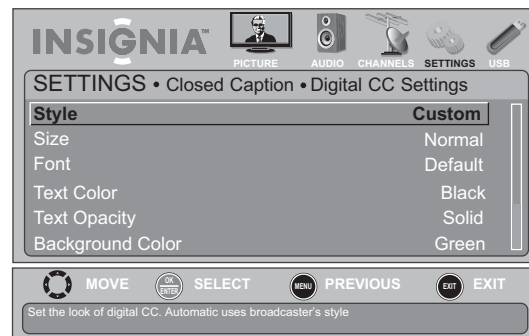 INSIGNIA™
PICTURE AUDIO CHANNELS SETTINGS USB
SETTINGS • Closed Caption • Digital CC Settings
Style Custom
Size Normal
Font Default
Text Color Black
Text Opacity Solid
Background Color Green
MOVE OK ENTER SELECT MENU PREVIOUS EXIT EXIT
Set the look of digital CC. Automatic uses broadcaster's style